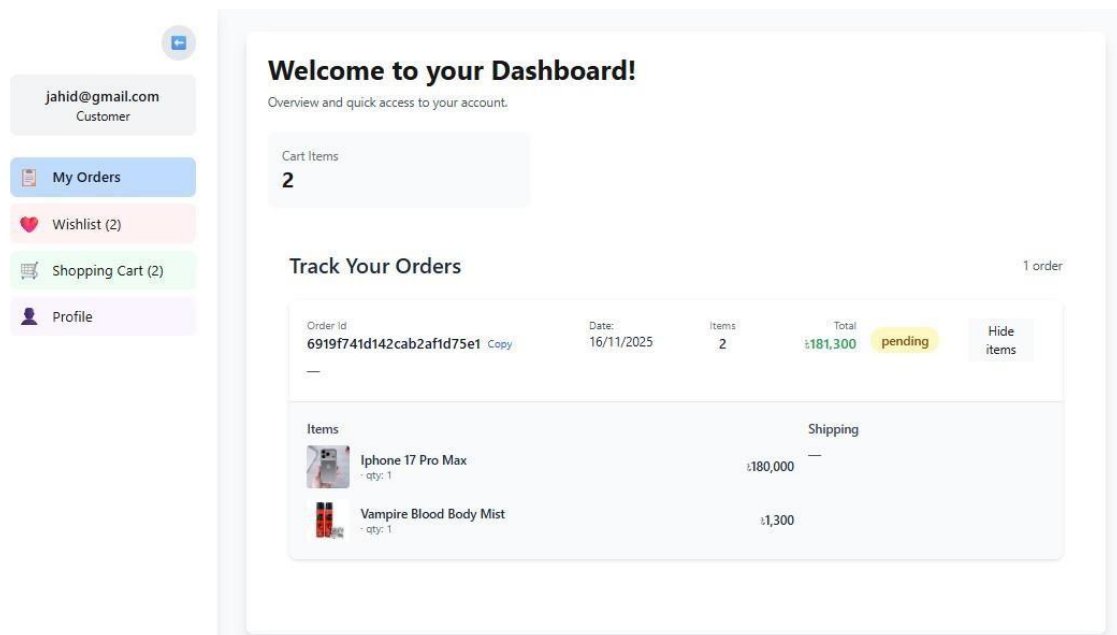 jahid@gmail.com
Customer
My Orders
Wishlist (2)
Shopping Cart (2)
Profile
Welcome to your Dashboard!
Overview and quick access to your account.
Cart Items
2
Track Your Orders
1 order
Order Id
6919f741d142cab2af1d75e1 Copy
—
Date:
16/11/2025
Items
2
Total
৳181,300
pending
Hide
items
Items
Iphone 17 Pro Max
· qty: 1
৳180,000
Vampire Blood Body Mist
· qty: 1
৳1,300
Shipping
—